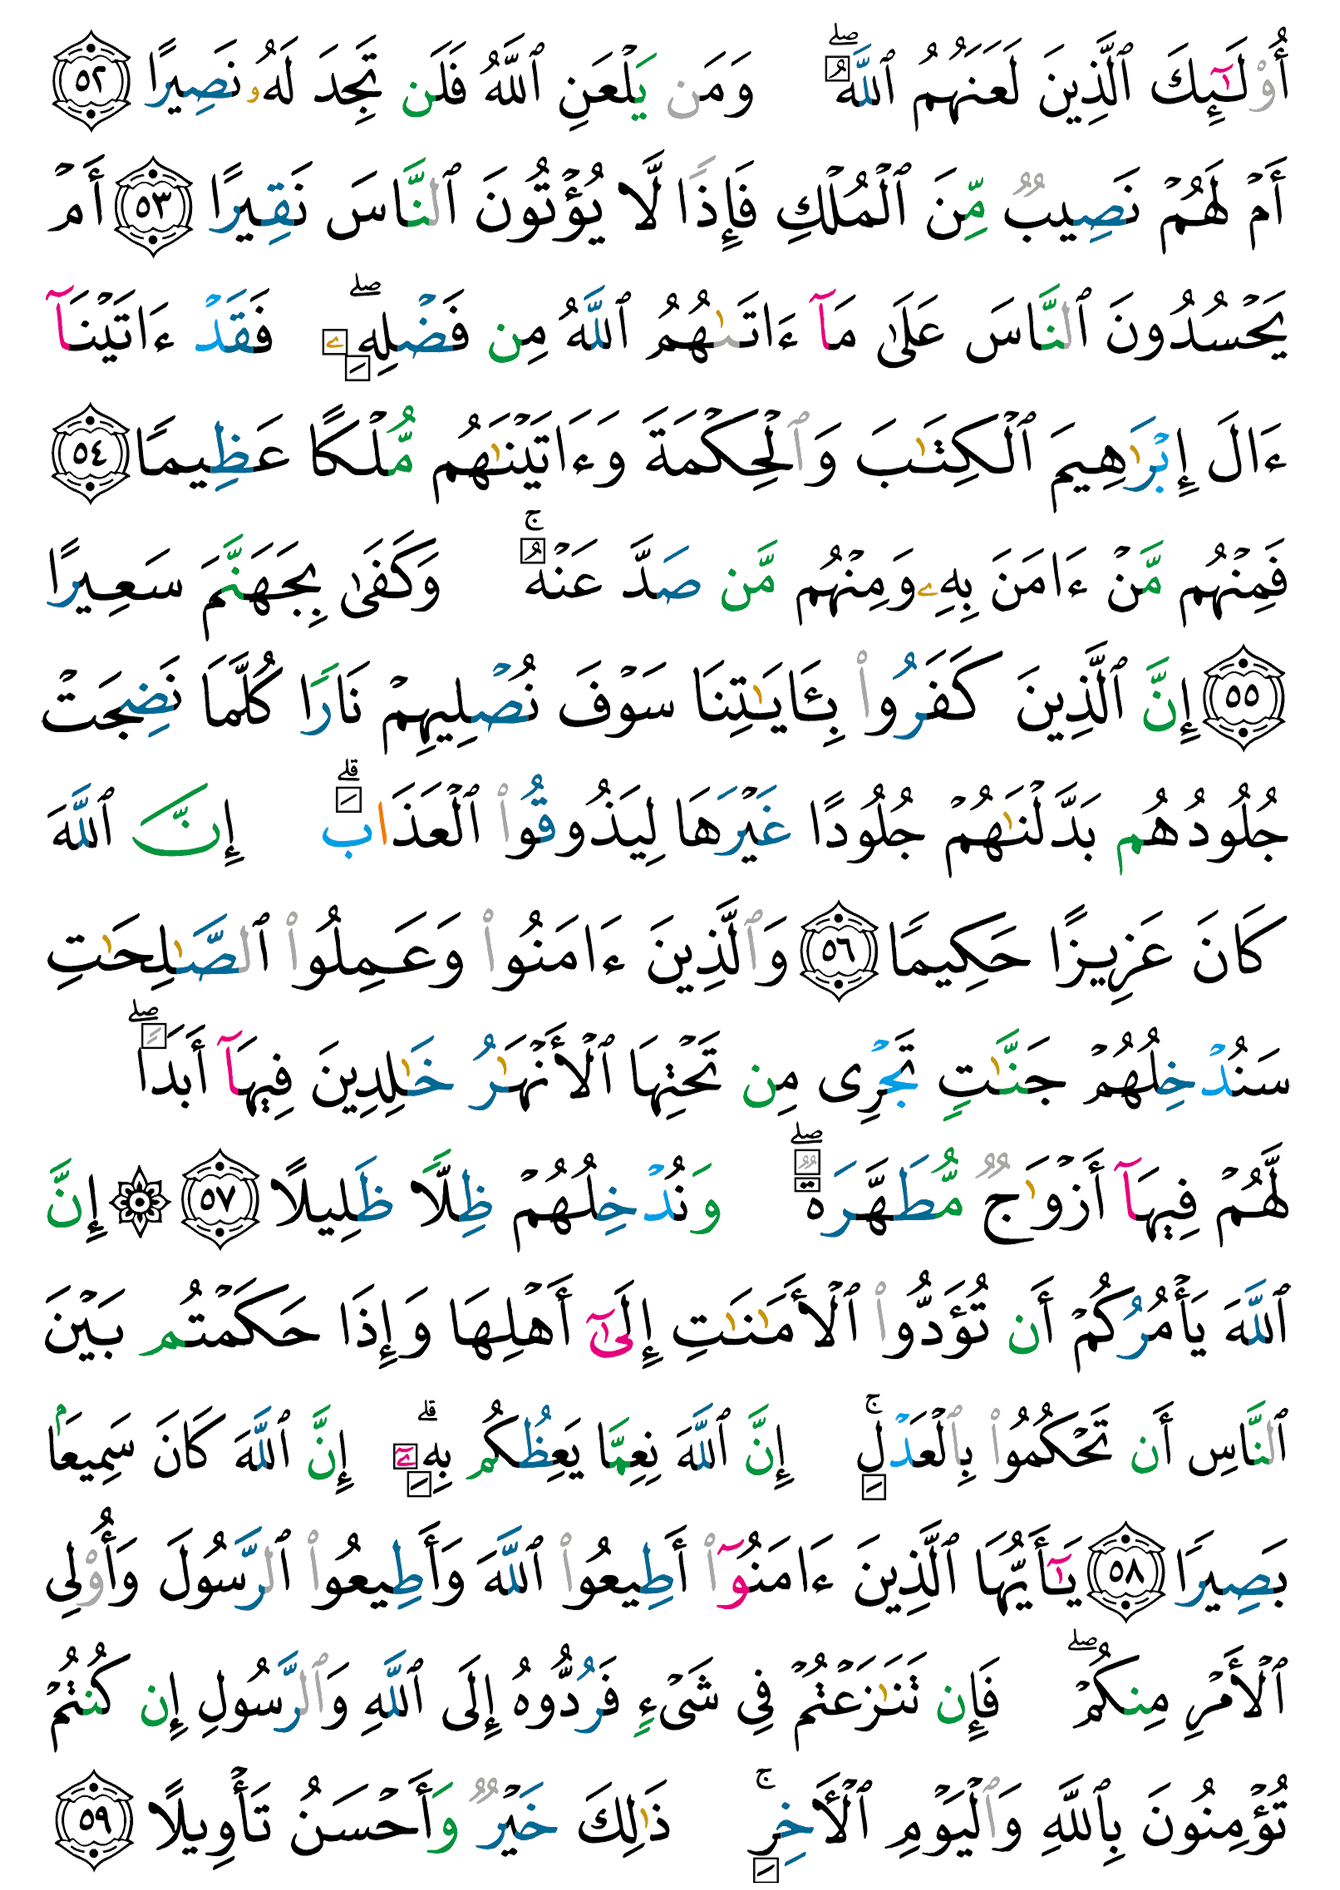 أُو۟لَـٰٓئِكَ ٱلَّذِينَ لَعَنَهُمُ ٱللَّهُ ۖ وَمَن يَلْعَنِ ٱللَّهُ فَلَن تَجِدَ لَهُۥ نَصِيرًا ٥٢
أَمْ لَهُمْ نَصِيبٌ مِّنَ ٱلْمُلْكِ فَإِذًا لَّا يُؤْتُونَ ٱلنَّاسَ نَقِيرًا ٥٣ أَمْ
يَحْسُدُونَ ٱلنَّاسَ عَلَىٰ مَآ ءَاتَىٰهُمُ ٱللَّهُ مِن فَضْلِهِۦ ۖ فَقَدْ ءَاتَيْنَآ
ءَالَ إِبْرَٰهِيمَ ٱلْكِتَـٰبَ وَٱلْحِكْمَةَ وَءَاتَيْنَـٰهُم مُّلْكًا عَظِيمًا ٥٤
فَمِنْهُم مَّنْ ءَامَنَ بِهِۦ وَمِنْهُم مَّن صَدَّ عَنْهُ ۚ وَكَفَىٰ بِجَهَنَّمَ سَعِيرًا
٥٥ إِنَّ ٱلَّذِينَ كَفَرُوا۟ بِـَٔايَـٰتِنَا سَوْفَ نُصْلِيهِمْ نَارًا كُلَّمَا نَضِجَتْ
جُلُودُهُم بَدَّلْنَـٰهُمْ جُلُودًا غَيْرَهَا لِيَذُوقُوا۟ ٱلْعَذَابَ ۗ إِنَّ ٱللَّهَ
كَانَ عَزِيزًا حَكِيمًا ٥٦ وَٱلَّذِينَ ءَامَنُوا۟ وَعَمِلُوا۟ ٱلصَّـٰلِحَـٰتِ
سَنُدْخِلُهُمْ جَنَّـٰتٍ تَجْرِى مِن تَحْتِهَا ٱلْأَنْهَـٰرُ خَـٰلِدِينَ فِيهَآ أَبَدًا ۖ
لَّهُمْ فِيهَآ أَزْوَٰجٌ مُّطَهَّرَةٌ ۖ وَنُدْخِلُهُمْ ظِلًّا ظَلِيلًا ٥٧ ۞ إِنَّ
ٱللَّهَ يَأْمُرُكُمْ أَن تُؤَدُّوا۟ ٱلْأَمَـٰنَـٰتِ إِلَىٰٓ أَهْلِهَا وَإِذَا حَكَمْتُم بَيْنَ
ٱلنَّاسِ أَن تَحْكُمُوا۟ بِٱلْعَدْلِ ۚ إِنَّ ٱللَّهَ نِعِمَّا يَعِظُكُم بِهِۦٓ ۗ إِنَّ ٱللَّهَ كَانَ سَمِيعًۢا
بَصِيرًا ٥٨ يَـٰٓأَيُّهَا ٱلَّذِينَ ءَامَنُوٓا۟ أَطِيعُوا۟ ٱللَّهَ وَأَطِيعُوا۟ ٱلرَّسُولَ وَأُو۟لِى
ٱلْأَمْرِ مِنكُمْ ۖ فَإِن تَنَـٰزَعْتُمْ فِى شَىْءٍ فَرُدُّوهُ إِلَى ٱللَّهِ وَٱلرَّسُولِ إِن كُنتُمْ
تُؤْمِنُونَ بِٱللَّهِ وَٱلْيَوْمِ ٱلْـَٔاخِرِ ۚ ذَٰلِكَ خَيْرٌ وَأَحْسَنُ تَأْوِيلًا ٥٩